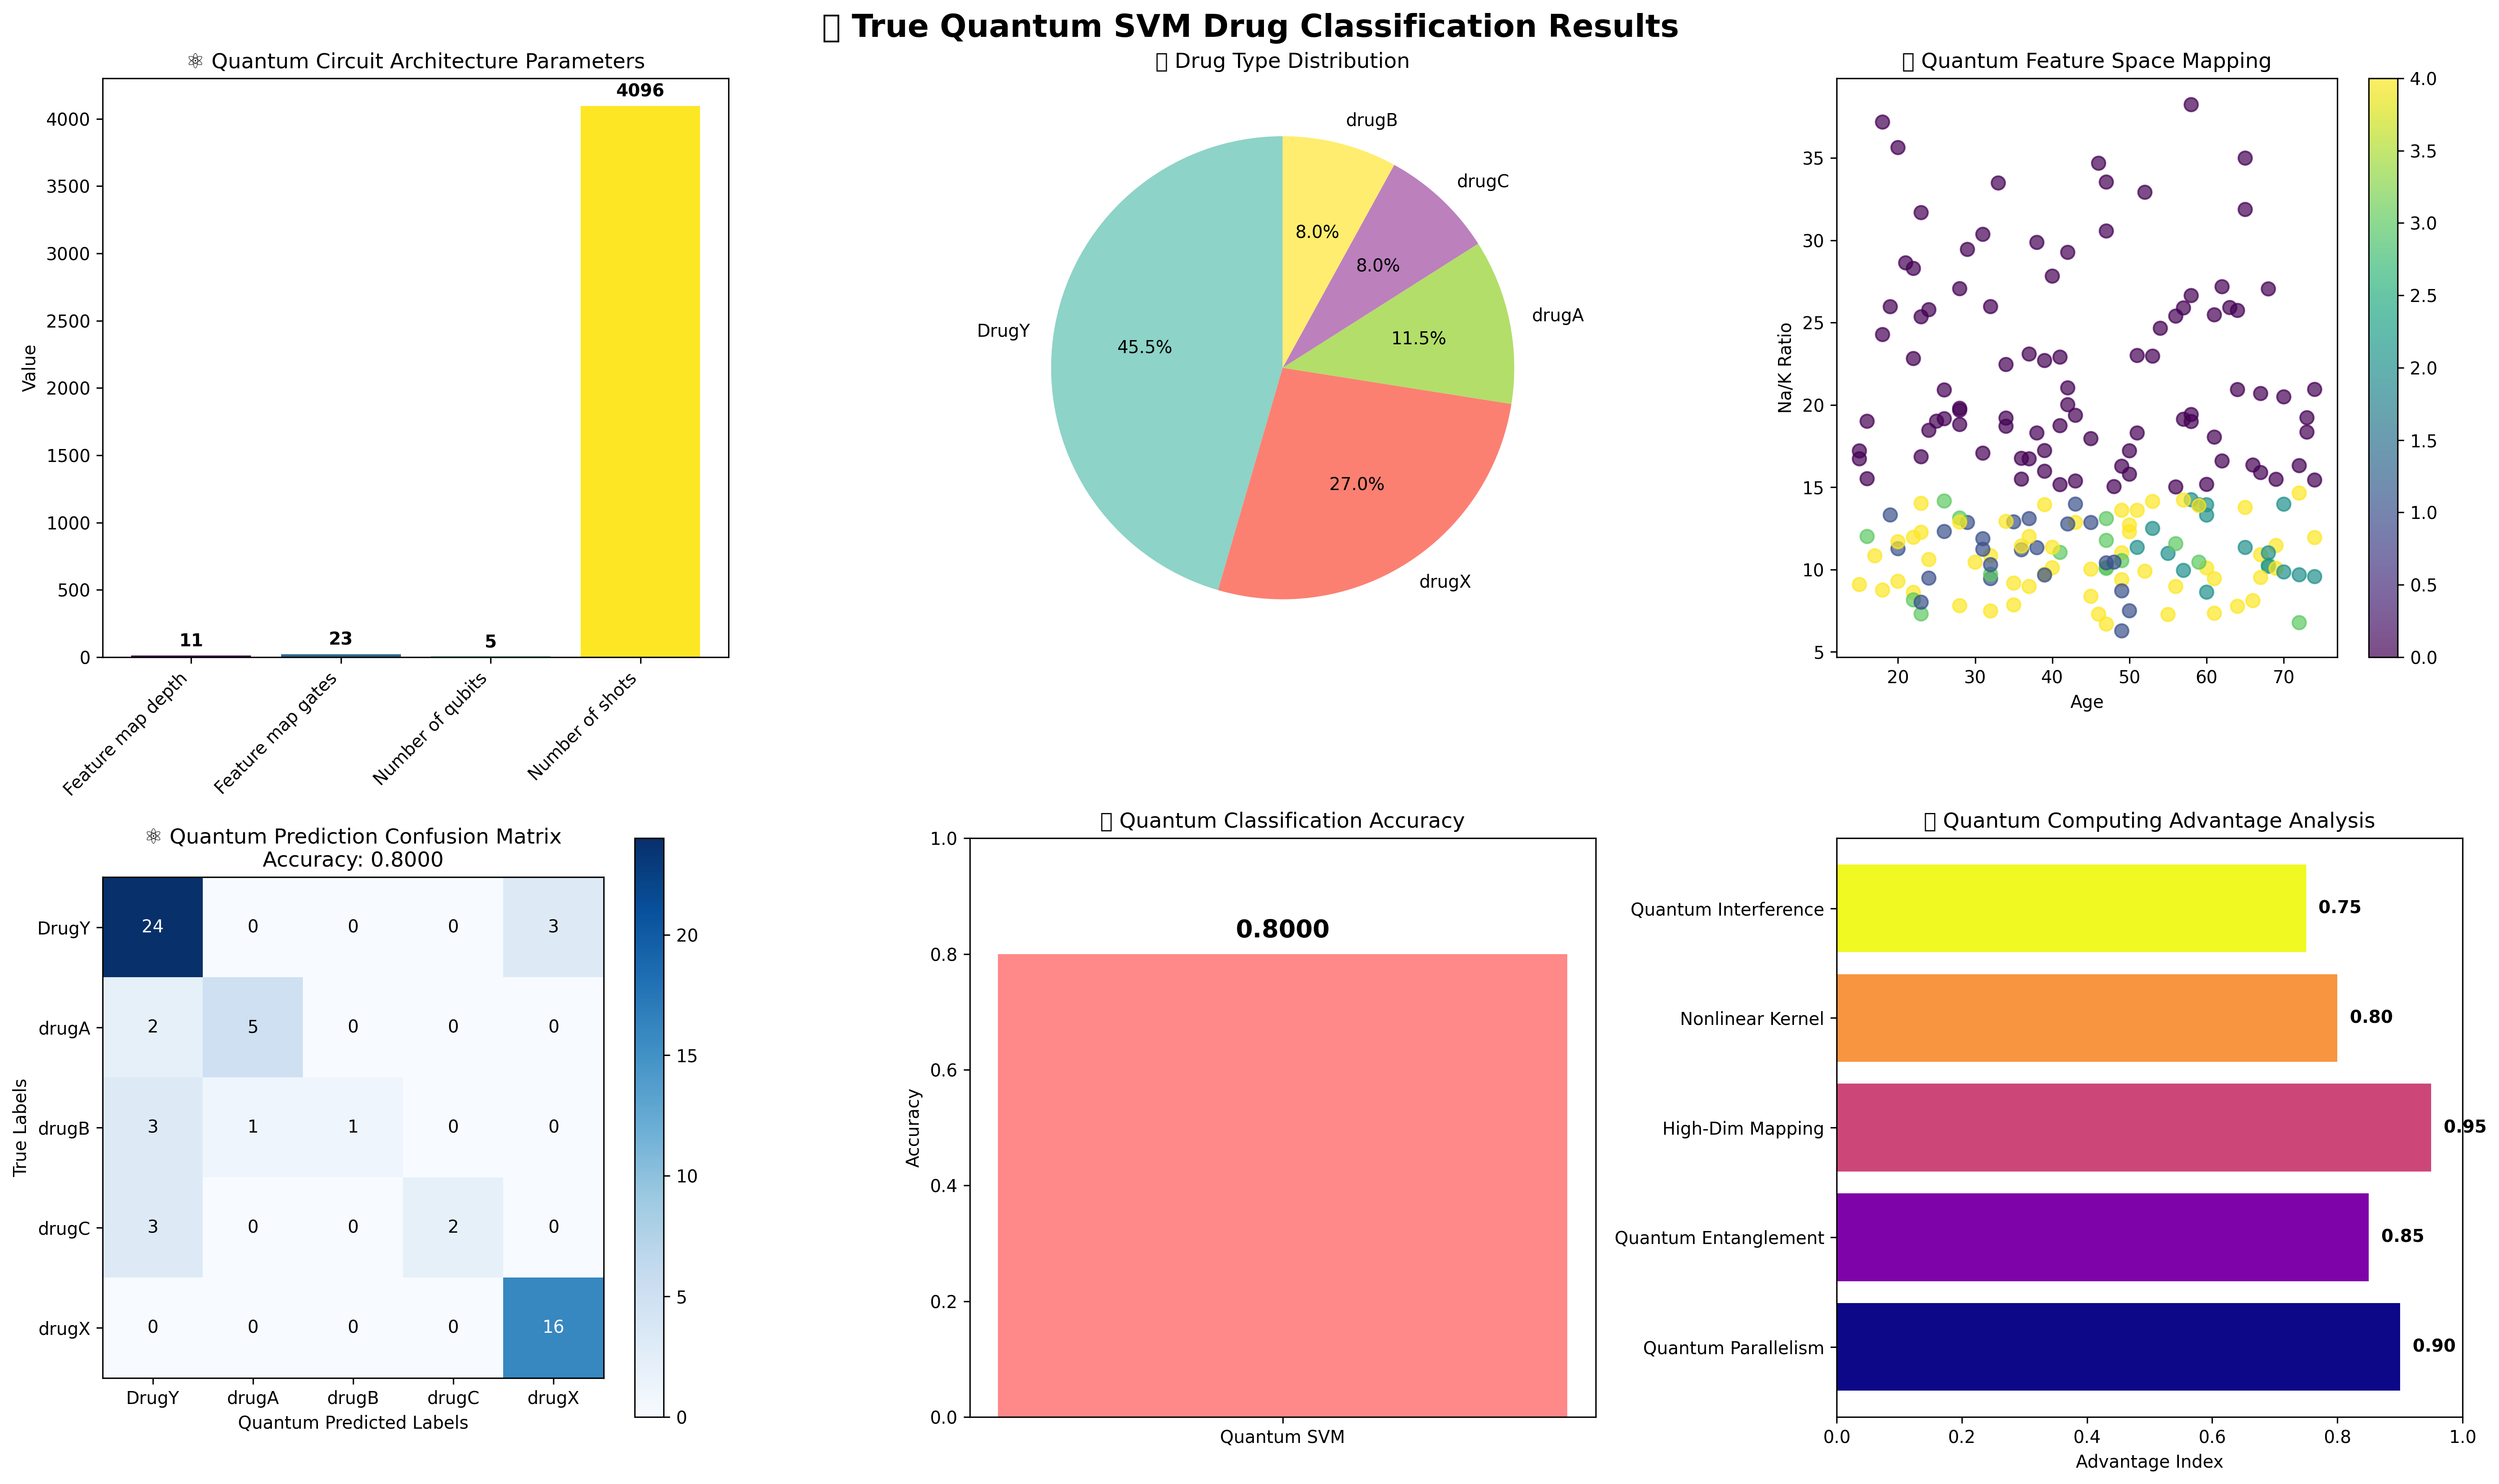 True Quantum SVM Drug Classification Results
⚛ Quantum Circuit Architecture Parameters
Value
4000
3500
3000
2500
2000
1500
1000
500
0
11
23
5
4096
Feature map depth
Feature map gates
Number of qubits
Number of shots
Drug Type Distribution
drugB
drugC
drugA
DrugY
drugX
8.0%
8.0%
11.5%
45.5%
27.0%
Quantum Feature Space Mapping
Na/K Ratio
35
30
25
20
15
10
5
20
30
40
50
60
70
Age
4.0
3.5
3.0
2.5
2.0
1.5
1.0
0.5
0.0
⚛ Quantum Prediction Confusion Matrix
Accuracy: 0.8000
True Labels
DrugY
24 0 0 0 3
drugA
2 5 0 0 0
drugB
3 1 1 0 0
drugC
3 0 0 2 0
drugX
0 0 0 0 16
DrugY
drugA
drugB
drugC
drugX
Quantum Predicted Labels
20
15
10
5
0
Quantum Classification Accuracy
Accuracy
1.0
0.8
0.6
0.4
0.2
0.0
0.8000
Quantum SVM
Quantum Computing Advantage Analysis
Quantum Interference
0.75
Nonlinear Kernel
0.80
High-Dim Mapping
0.95
Quantum Entanglement
0.85
Quantum Parallelism
0.90
0.0
0.2
0.4
0.6
0.8
1.0
Advantage Index